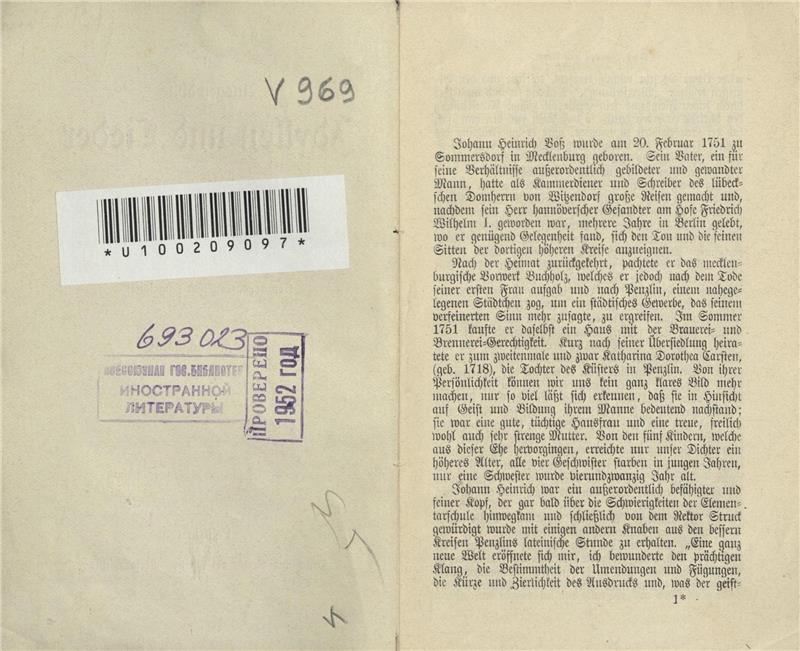 V 969
*U100209097*
693023
ВСЕСОЮЗНАЯ ГОС. БИБЛИОТЕК
ИНОСТРАННОЙ
ЛИТЕРАТУРЫ
ПРОВЕРЕНО
1952 ГОД
Johann Heinrich Voß wurde am 20. Februar 1751 zu
Sommersdorf in Mecklenburg geboren. Sein Vater, ein für
seine Verhältnisse außerordentlich gebildeter und gewandter
Mann, hatte als Kammerdiener und Schreiber des lübeck-
schen Domherrn von Witzendorf große Reisen gemacht und,
nachdem sein Herr hannöverscher Gesandter am Hofe Friedrich
Wilhelm I. geworden war, mehrere Jahre in Berlin gelebt,
wo er genügend Gelegenheit fand, sich den Ton und die feinen
Sitten der dortigen höheren Kreise anzueignen.
Nach der Heimat zurückgekehrt, pachtete er das mecklen-
burgische Vorwerk Buchholz, welches er jedoch nach dem Tode
seiner ersten Frau aufgab und nach Penzlin, einem nahege-
legenen Städtchen zog, um ein städtisches Gewerbe, das seinem
verfeinerten Sinn mehr zusagte, zu ergreifen. Im Sommer
1751 kaufte er daselbst ein Haus mit der Brauerei- und
Brennerei-Gerechtigkeit. Kurz nach seiner Übersiedlung heira-
tete er zum zweitenmale und zwar Katharina Dorothea Carsten,
(geb. 1718), die Tochter des Küsters in Penzlin. Von ihrer
Persönlichkeit können wir uns kein ganz klares Bild mehr
machen, nur so viel läßt sich erkennen, daß sie in Hinsicht
auf Geist und Bildung ihrem Manne bedeutend nachstand;
sie war eine gute, tüchtige Hausfrau und eine treue, freilich
wohl auch sehr strenge Mutter. Von den fünf Kindern, welche
aus dieser Ehe hervorgingen, erreichte nur unser Dichter ein
höheres Alter, alle vier Geschwister starben in jungen Jahren,
nur eine Schwester wurde vierundzwanzig Jahr alt.
Johann Heinrich war ein außerordentlich befähigter und
feiner Kopf, der gar bald über die Schwierigkeiten der Elemen-
tarschule hinwegkam und schließlich von dem Rektor Struck
gewürdigt wurde mit einigen andern Knaben aus den bessern
Kreisen Penzlins lateinische Stunde zu erhalten. „Eine ganz
neue Welt eröffnete sich mir, ich bewunderte den prächtigen
Klang, die Bestimmtheit der Umendungen und Fügungen,
die Kürze und Zierlichkeit des Ausdrucks und, was der geist-
1*